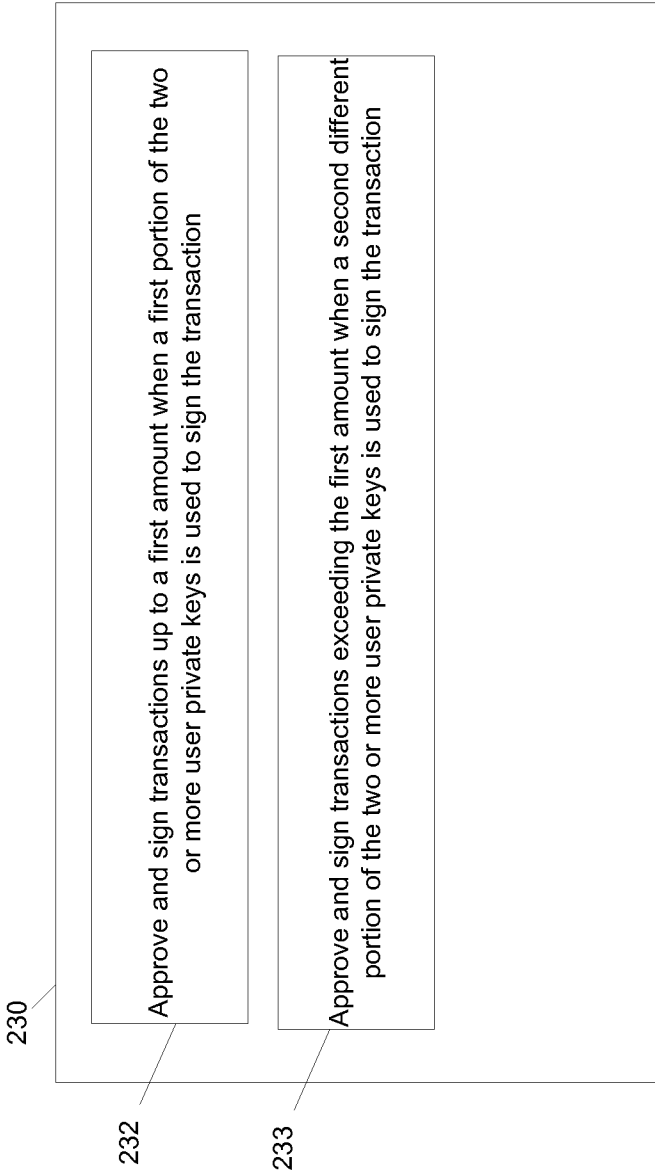 230
232
Approve and sign transactions up to a first amount when a first portion of the two
or more user private keys is used to sign the transaction
233
Approve and sign transactions exceeding the first amount when a second different
portion of the two or more user private keys is used to sign the transaction